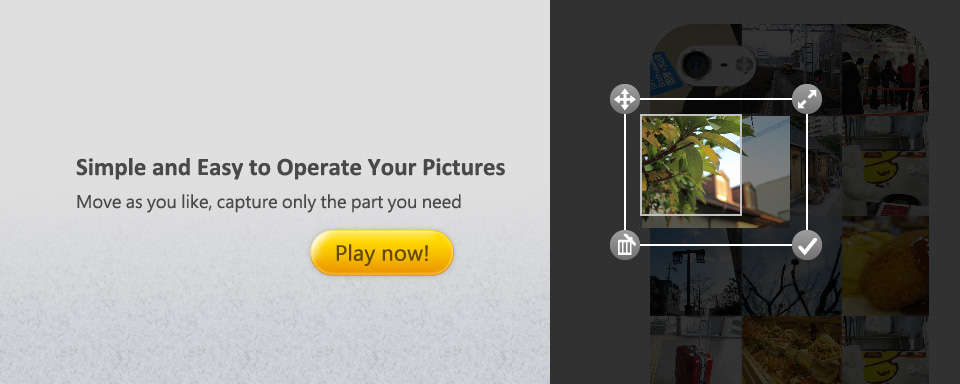 Simple and Easy to Operate Your Pictures
Move as you like, capture only the part you need
Play now!